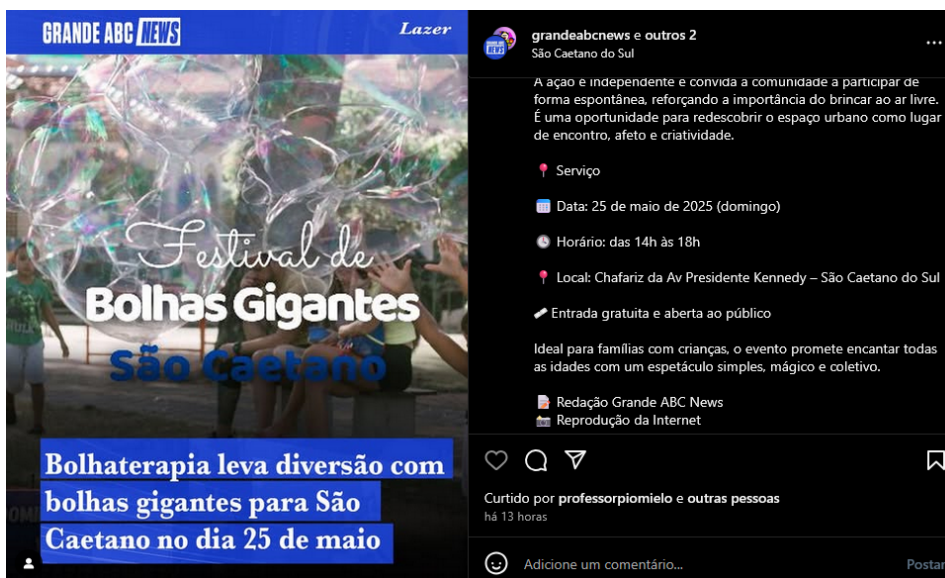 GRANDE ABC NEWS
Lazer
Festival de
Bolhas Gigantes
São Caetano
Bolhaterapia leva diversão com
bolhas gigantes para São
Caetano no dia 25 de maio
grandeabcnews e outros 2
São Caetano do Sul
A ação é independente e convida a comunidade a participar de
forma espontânea, reforçando a importância do brincar ao ar livre.
É uma oportunidade para redescobrir o espaço urbano como lugar
de encontro, afeto e criatividade.
📍 Serviço
🗓️ Data: 25 de maio de 2025 (domingo)
🕓 Horário: das 14h às 18h
📍 Local: Chafariz da Av Presidente Kennedy – São Caetano do Sul
Entrada gratuita e aberta ao público
Ideal para famílias com crianças, o evento promete encantar todas
as idades com um espetáculo simples, mágico e coletivo.
📝 Redação Grande ABC News
📷 Reprodução da Internet
Curtido por professorpiomielo e outras pessoas
há 13 horas
Adicione um comentário...
Postar